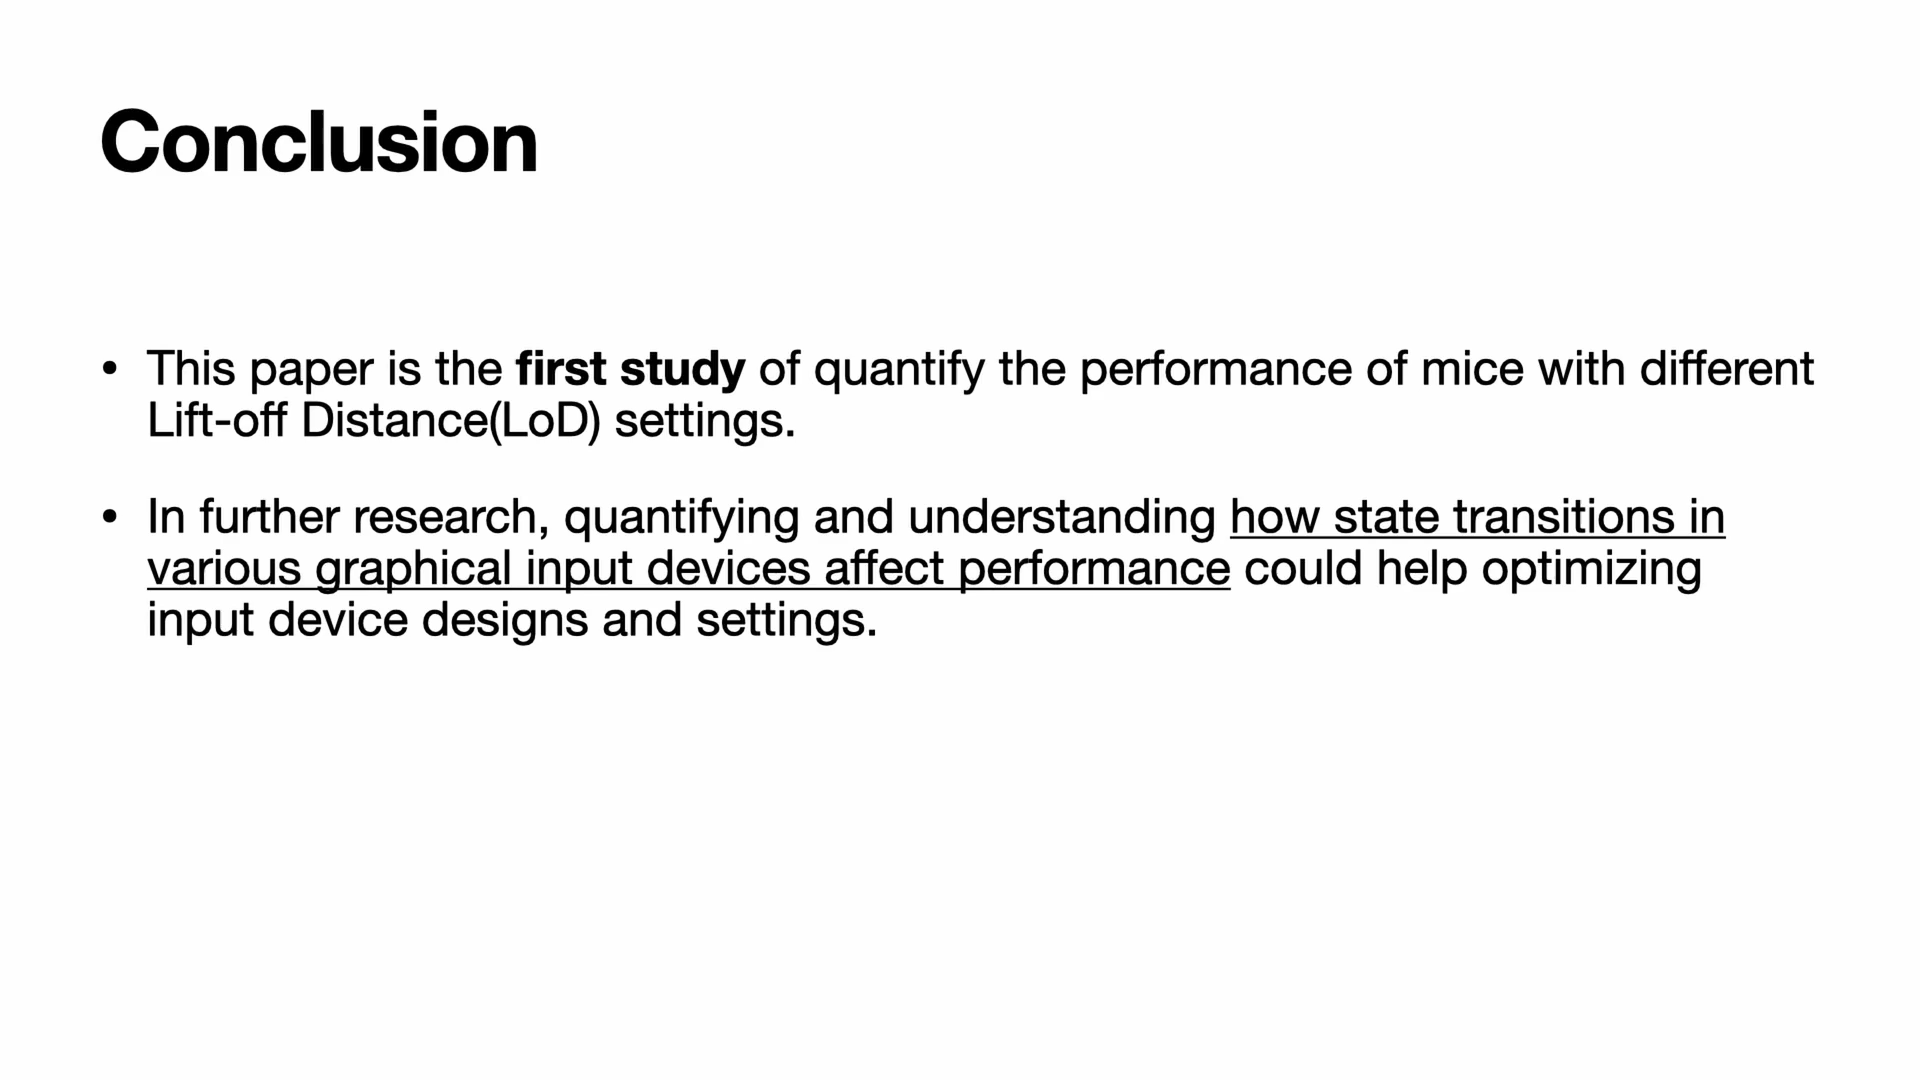 Conclusion
• This paper is the first study of quantify the performance of mice with different
Lift-off Distance(LoD) settings.
• In further research, quantifying and understanding how state transitions in
various graphical input devices affect performance could help optimizing
input device designs and settings.